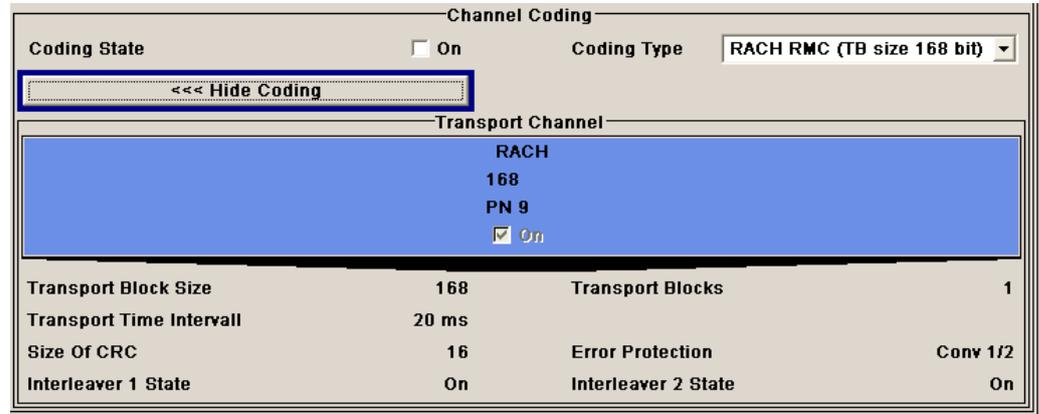 Channel Coding
Coding State On Coding Type RACH RMC (TB size 168 bit)
<<< Hide Coding
Transport Channel
RACH
168
PN 9
On
Transport Block Size 168 Transport Blocks 1
Transport Time Intervall 20 ms
Size Of CRC 16 Error Protection Conv 1/2
Interleaver 1 State On Interleaver 2 State On